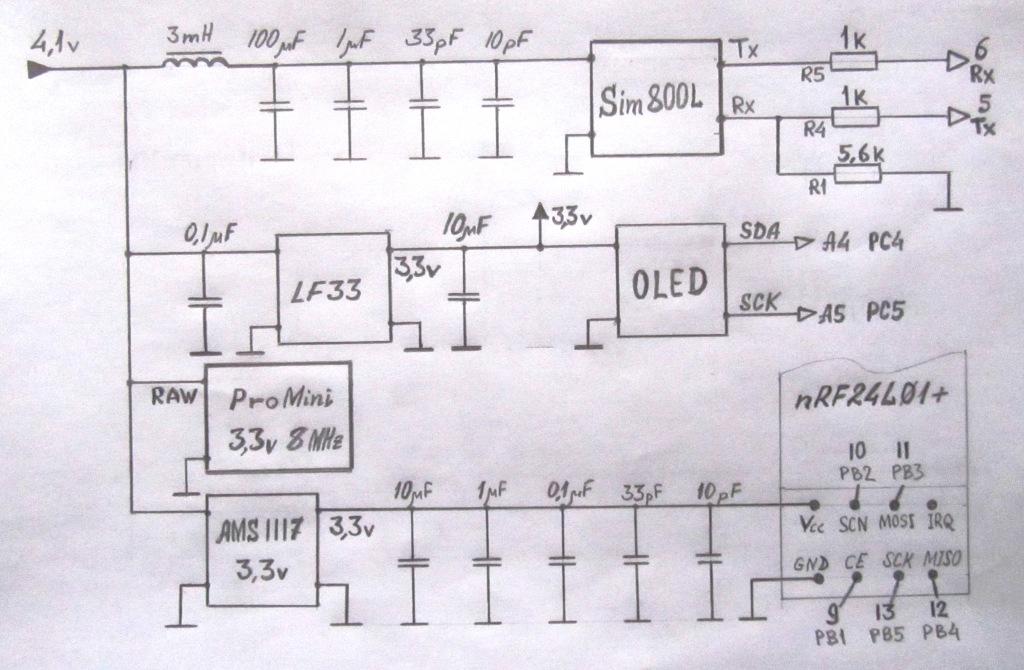 4,1v
3mH
100µF
1µF
33pF
10pF
Sim800L
Tx
Rx
1k
R5
6
Rx
1k
R4
5
Tx
5,6k
R1
0,1µF
LF33
3,3v
10µF
3,3v
OLED
SDA
A4 PC4
SCK
A5 PC5
RAW
ProMini
3,3v 8MHz
AMS1117
3,3v
3,3v
10µF
1µF
0,1µF
33pF
10pF
nRF24L01+
10 11
PB2 PB3
Vcc SCN MOSI IRQ
GND CE SCK MISO
9 13 12
PB1 PB5 PB4